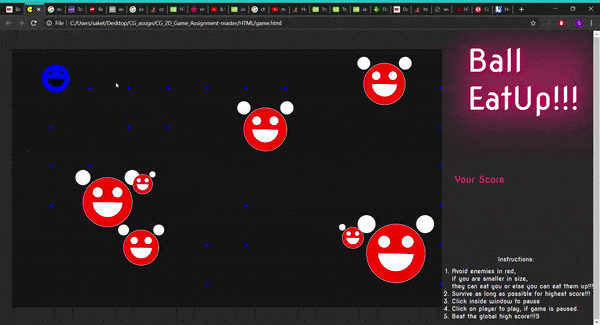 File
C:/Users/saket/Desktop/CG_assign/CG_2D_Game_Assignment-master/HTML/game.html
Ball
EatUp!!!
Your Score
Instructions:
1. Avoid enemies in red,
if you are smaller in size,
they can eat you or else you can eat them up!!!
2. Survive as long as possible for highest score!!!
3. Click inside window to pause
4. Click on player to play, if game is paused.
5. Beat the global high score!!!5